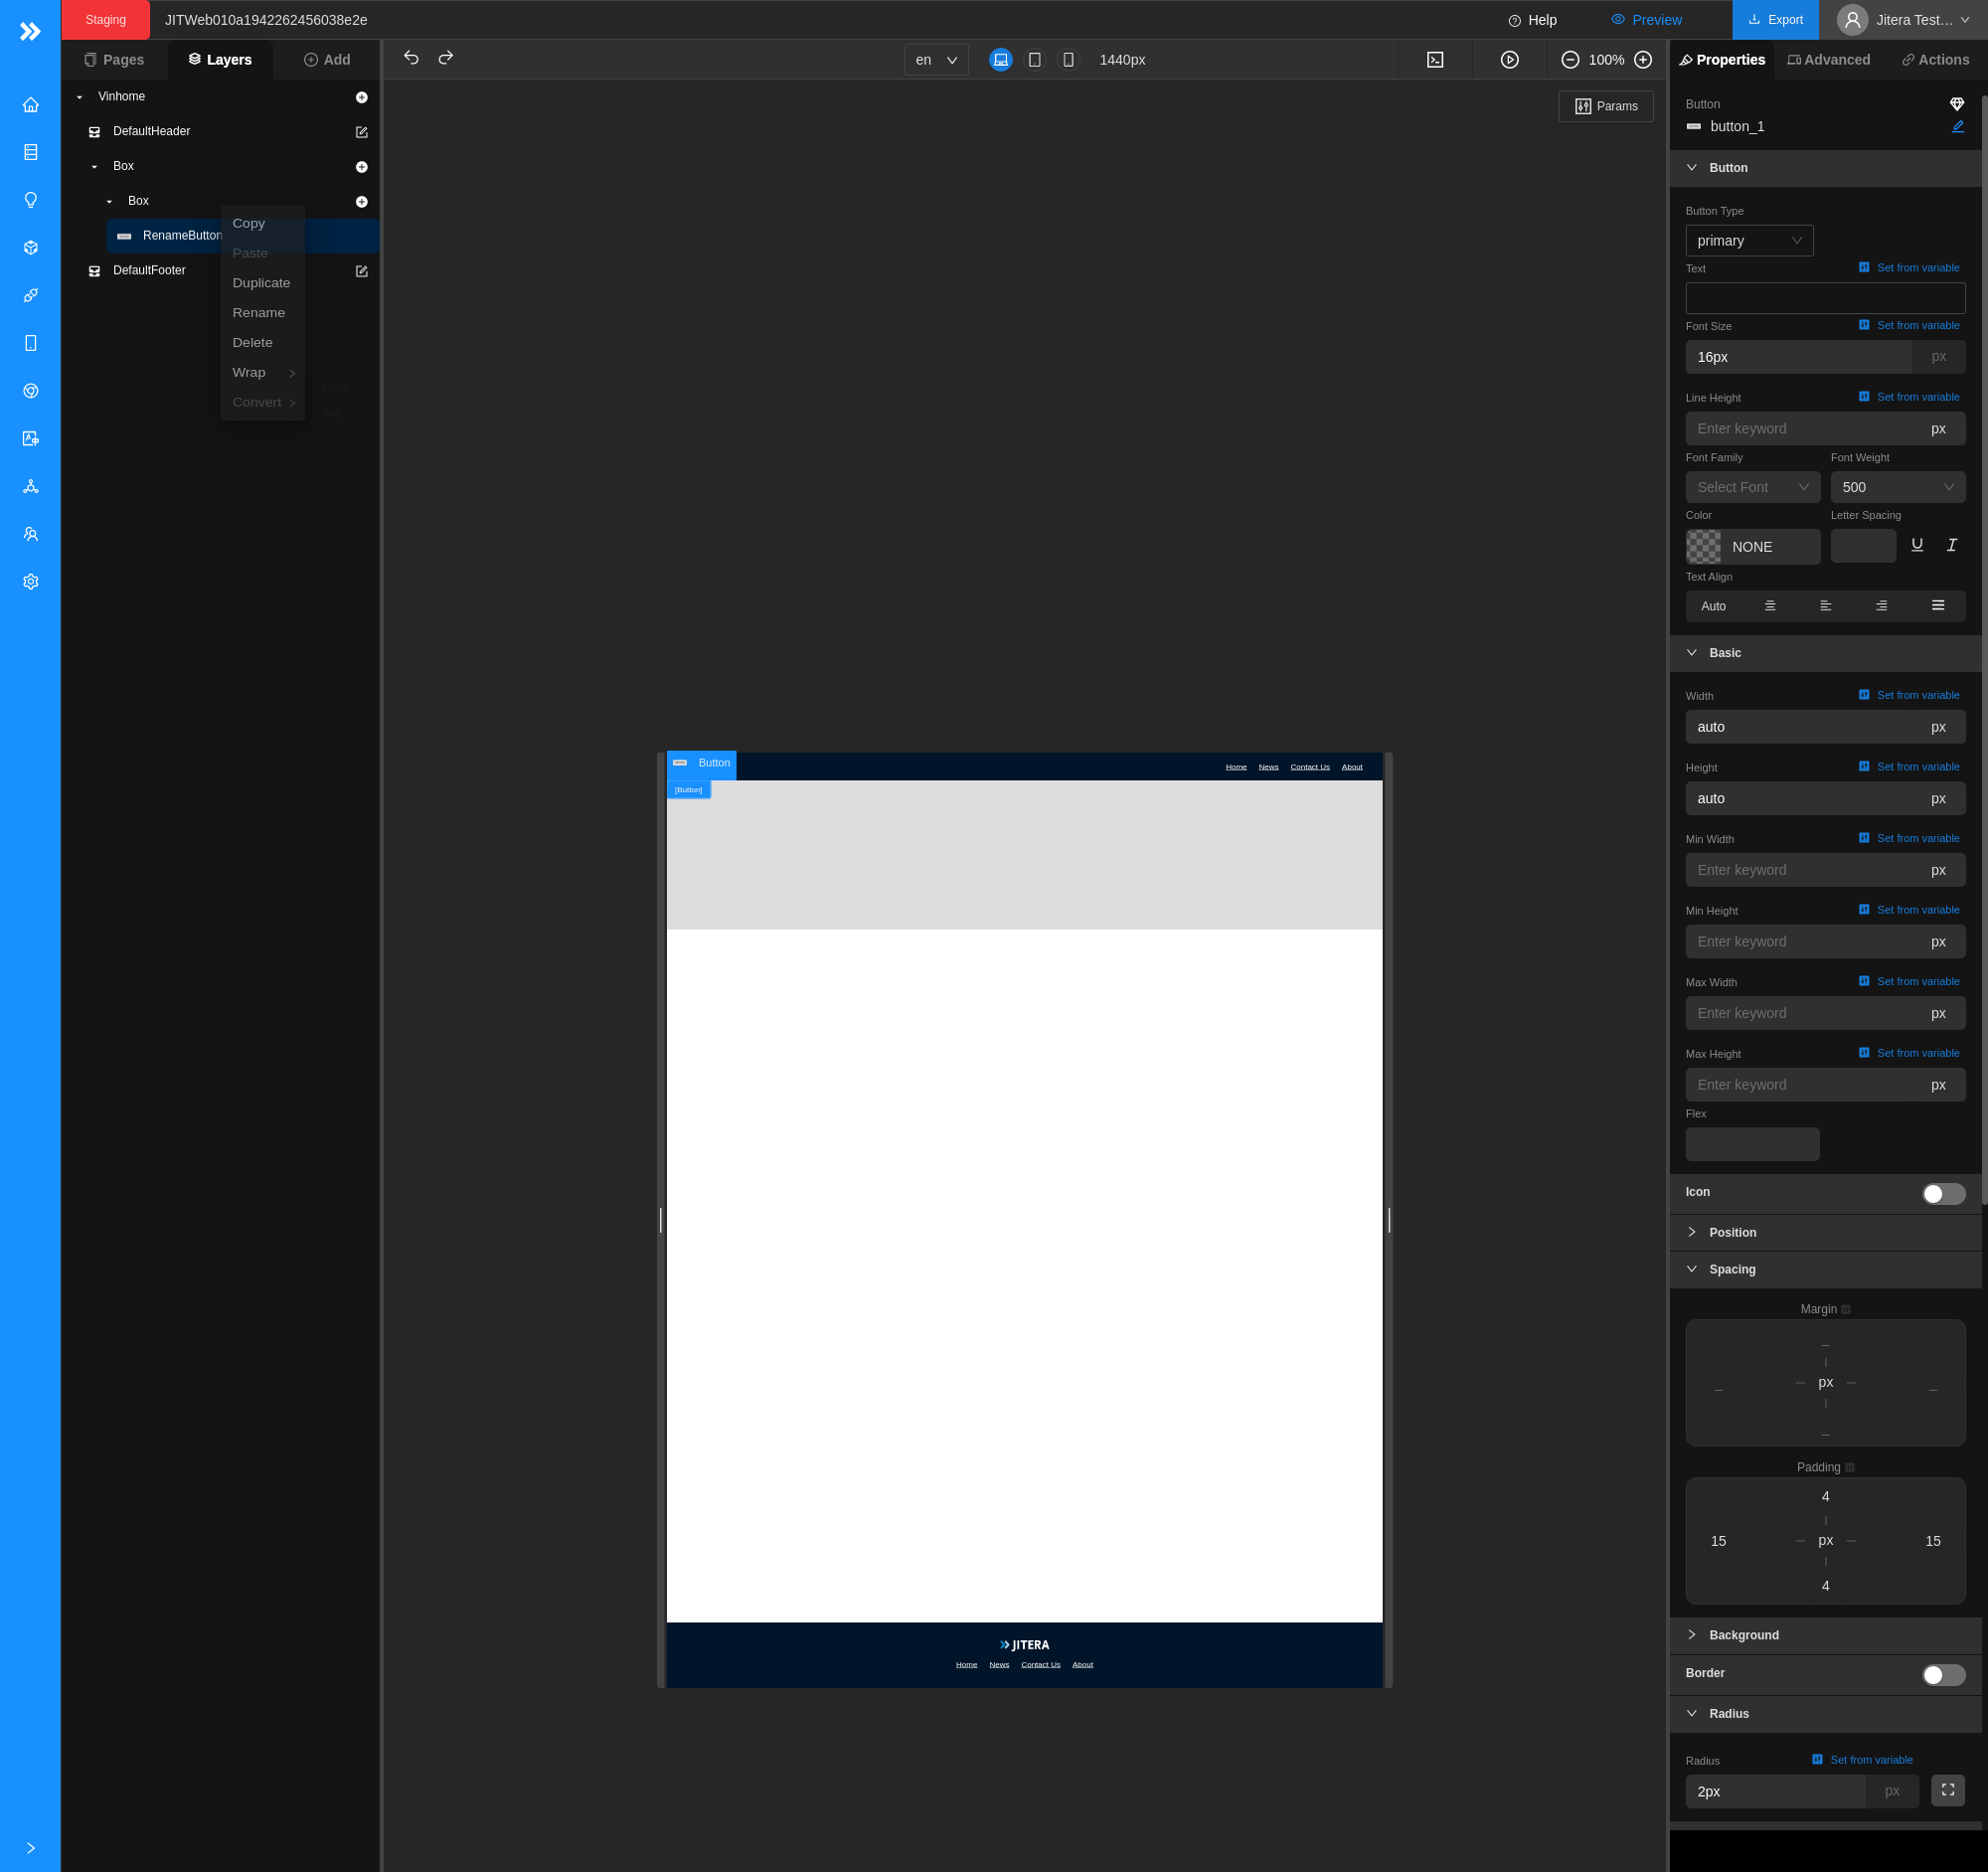 Staging
JITWeb010a1942262456038e2e
Help
Preview
Export
Jitera Test...
Pages
Layers
Add
en
1440px
100%
Properties
Advanced
Actions
Vinhome
DefaultHeader
Box
Box
RenameButton
DefaultFooter
Copy
Paste
Duplicate
Rename
Delete
Wrap
Convert
Params
Button
Home News Contact Us About
[Button]
JITERA
Home News Contact Us About
Button
button_1
Button
Button Type
primary
Text Set from variable
Font Size Set from variable
16px px
Line Height Set from variable
Enter keyword px
Font Family Font Weight
Select Font 500
Color Letter Spacing
NONE
Text Align
Auto
Basic
Width Set from variable
auto px
Height Set from variable
auto px
Min Width Set from variable
Enter keyword px
Min Height Set from variable
Enter keyword px
Max Width Set from variable
Enter keyword px
Max Height Set from variable
Enter keyword px
Flex
Icon
Position
Spacing
Margin
px
Padding
4
15 px 15
4
Background
Border
Radius
Radius Set from variable
2px px